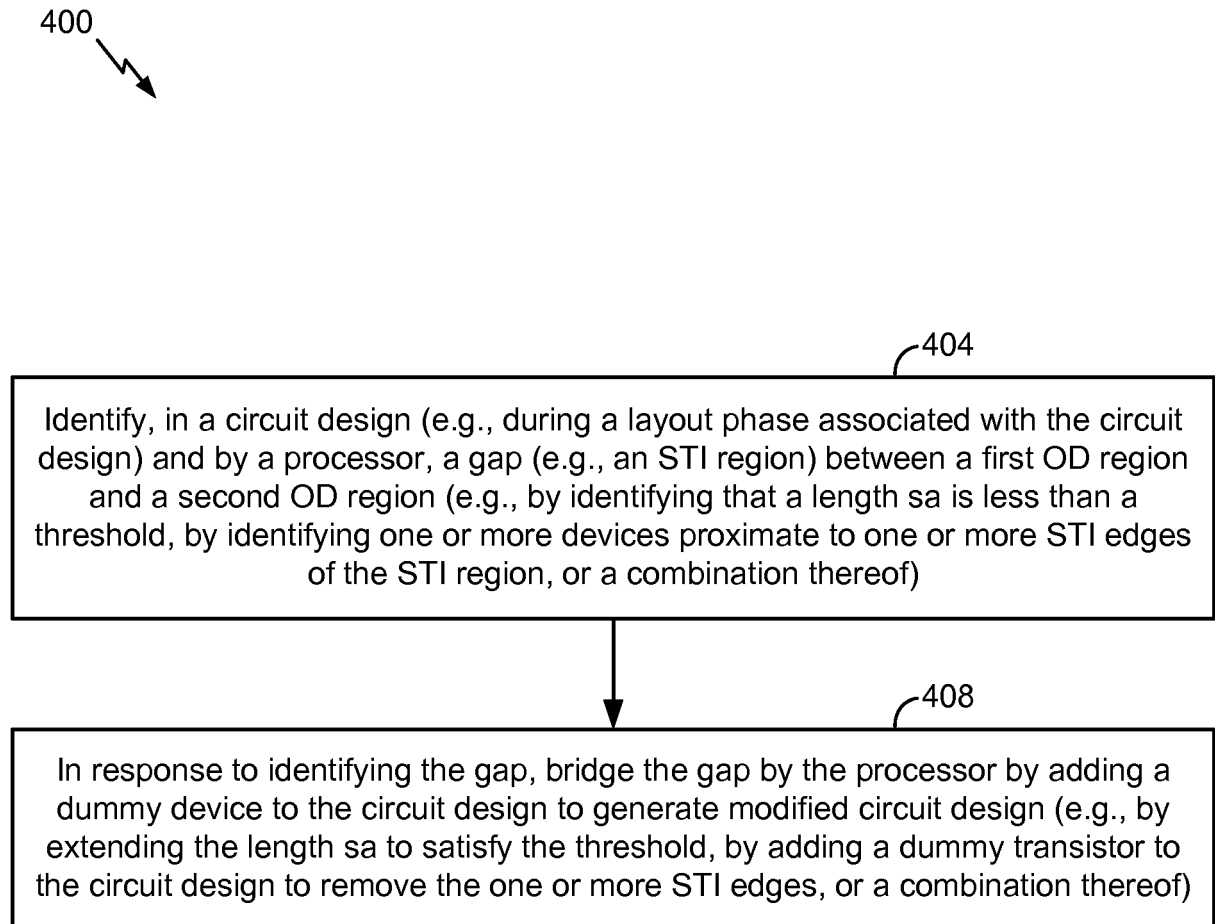 400
404
Identify, in a circuit design (e.g., during a layout phase associated with the circuit
design) and by a processor, a gap (e.g., an STI region) between a first OD region
and a second OD region (e.g., by identifying that a length sa is less than a
threshold, by identifying one or more devices proximate to one or more STI edges
of the STI region, or a combination thereof)
408
In response to identifying the gap, bridge the gap by the processor by adding a
dummy device to the circuit design to generate modified circuit design (e.g., by
extending the length sa to satisfy the threshold, by adding a dummy transistor to
the circuit design to remove the one or more STI edges, or a combination thereof)